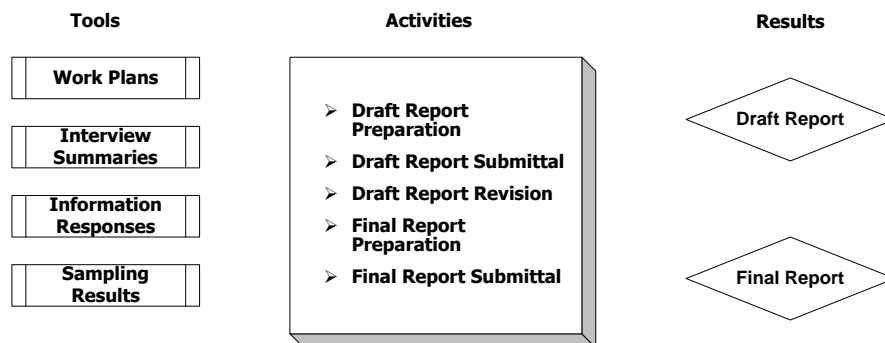 Tools
Activities
Results
Work Plans
Interview
Summaries
Information
Responses
Sampling
Results
Draft Report
Preparation
Draft Report Submittal
Draft Report Revision
Final Report
Preparation
Final Report Submittal
Draft Report
Final Report